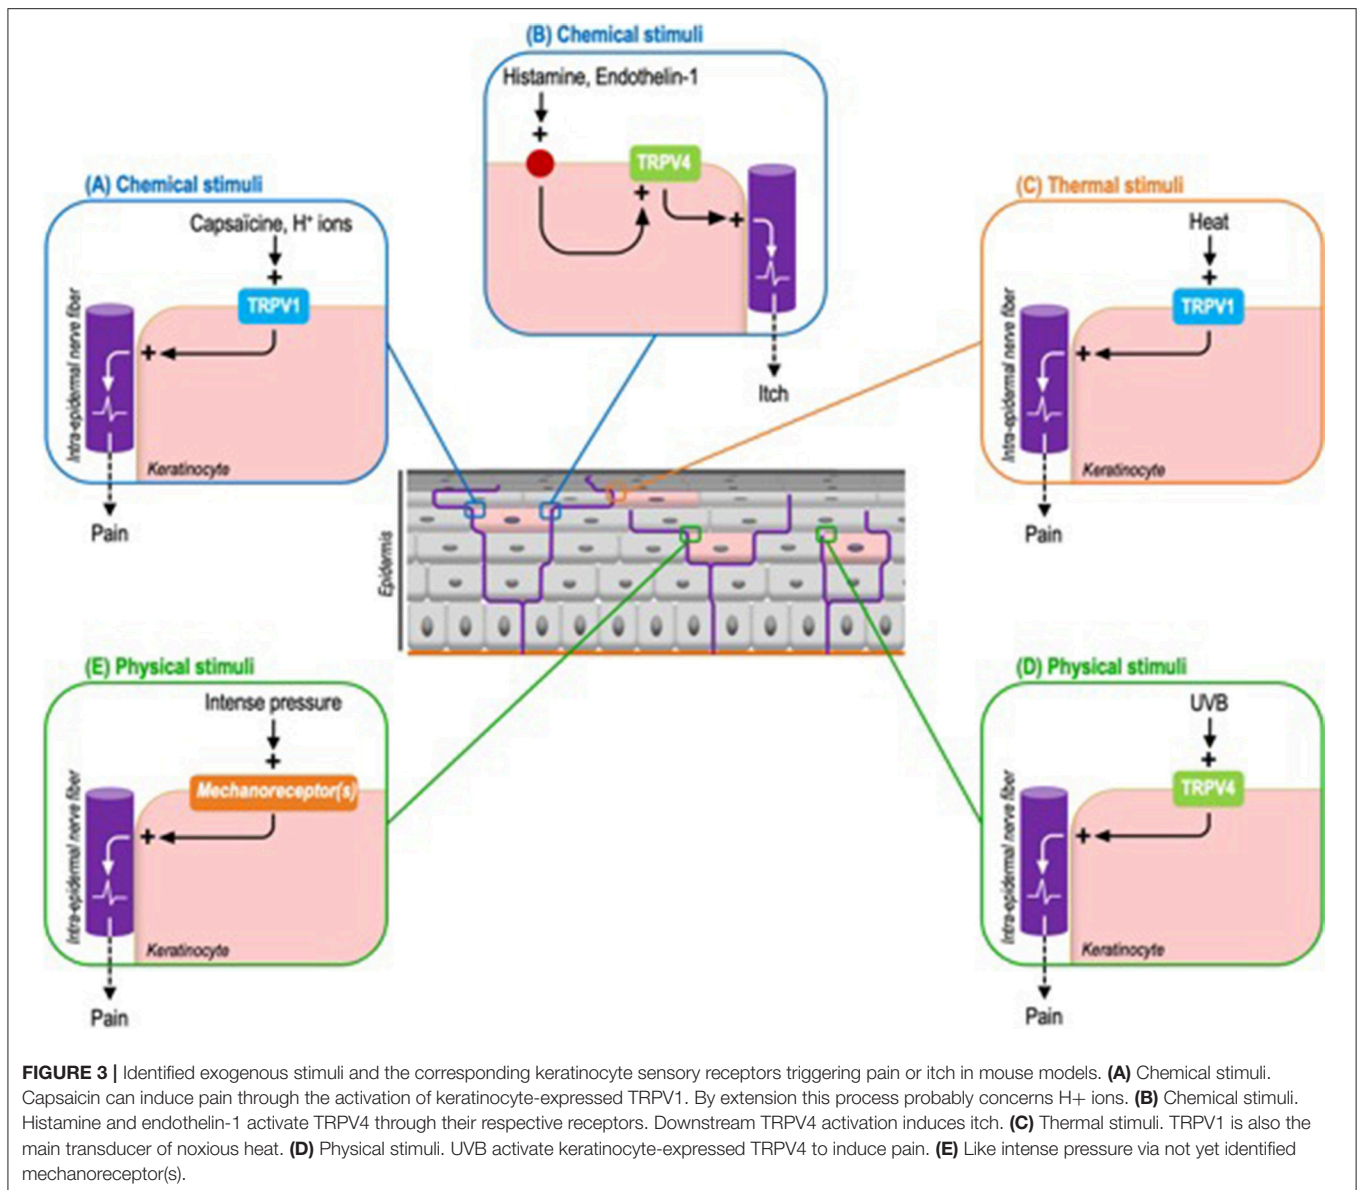 (B) Chemical stimuli
Histamine, Endothelin-1
+
TRPV4
+
+
Itch
(A) Chemical stimuli
Capsaïcine, H⁺ ions
+
TRPV1
+
Intra-epidermal nerve fiber
Keratinocyte
Pain
(C) Thermal stimuli
Heat
+
TRPV1
+
Intra-epidermal nerve fiber
Keratinocyte
Pain
Epidermis
(E) Physical stimuli
Intense pressure
+
Mechanoreceptor(s)
+
Intra-epidermal nerve fiber
Keratinocyte
Pain
(D) Physical stimuli
UVB
+
TRPV4
+
Intra-epidermal nerve fiber
Keratinocyte
Pain
FIGURE 3 | Identified exogenous stimuli and the corresponding keratinocyte sensory receptors triggering pain or itch in mouse models. (A) Chemical stimuli.
Capsaicin can induce pain through the activation of keratinocyte-expressed TRPV1. By extension this process probably concerns H+ ions. (B) Chemical stimuli.
Histamine and endothelin-1 activate TRPV4 through their respective receptors. Downstream TRPV4 activation induces itch. (C) Thermal stimuli. TRPV1 is also the
main transducer of noxious heat. (D) Physical stimuli. UVB activate keratinocyte-expressed TRPV4 to induce pain. (E) Like intense pressure via not yet identified
mechanoreceptor(s).